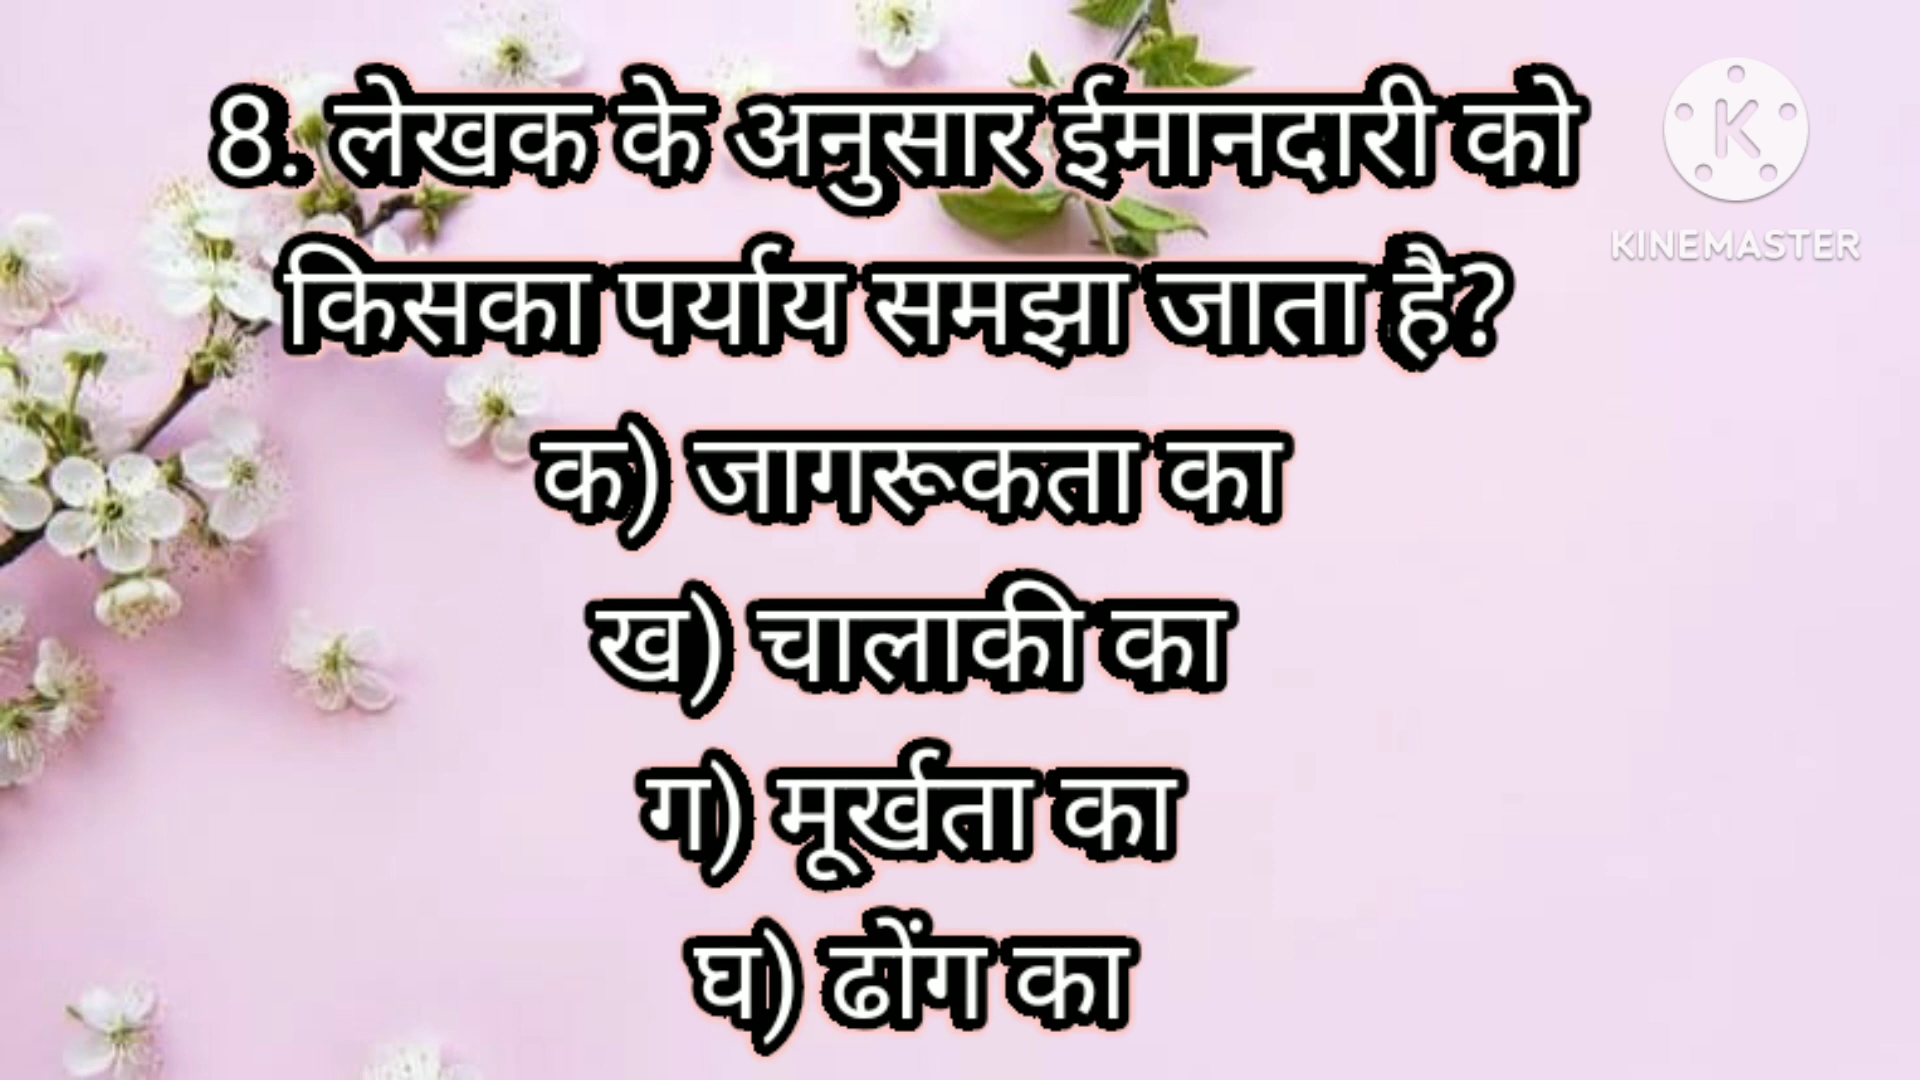 8. लेखक के अनुसार ईमानदारी को
किसका पर्याय समझा जाता है?
क) जागरूकता का
ख) चालाकी का
ग) मूर्खता का
घ) ढोंग का
K
KINEMASTER